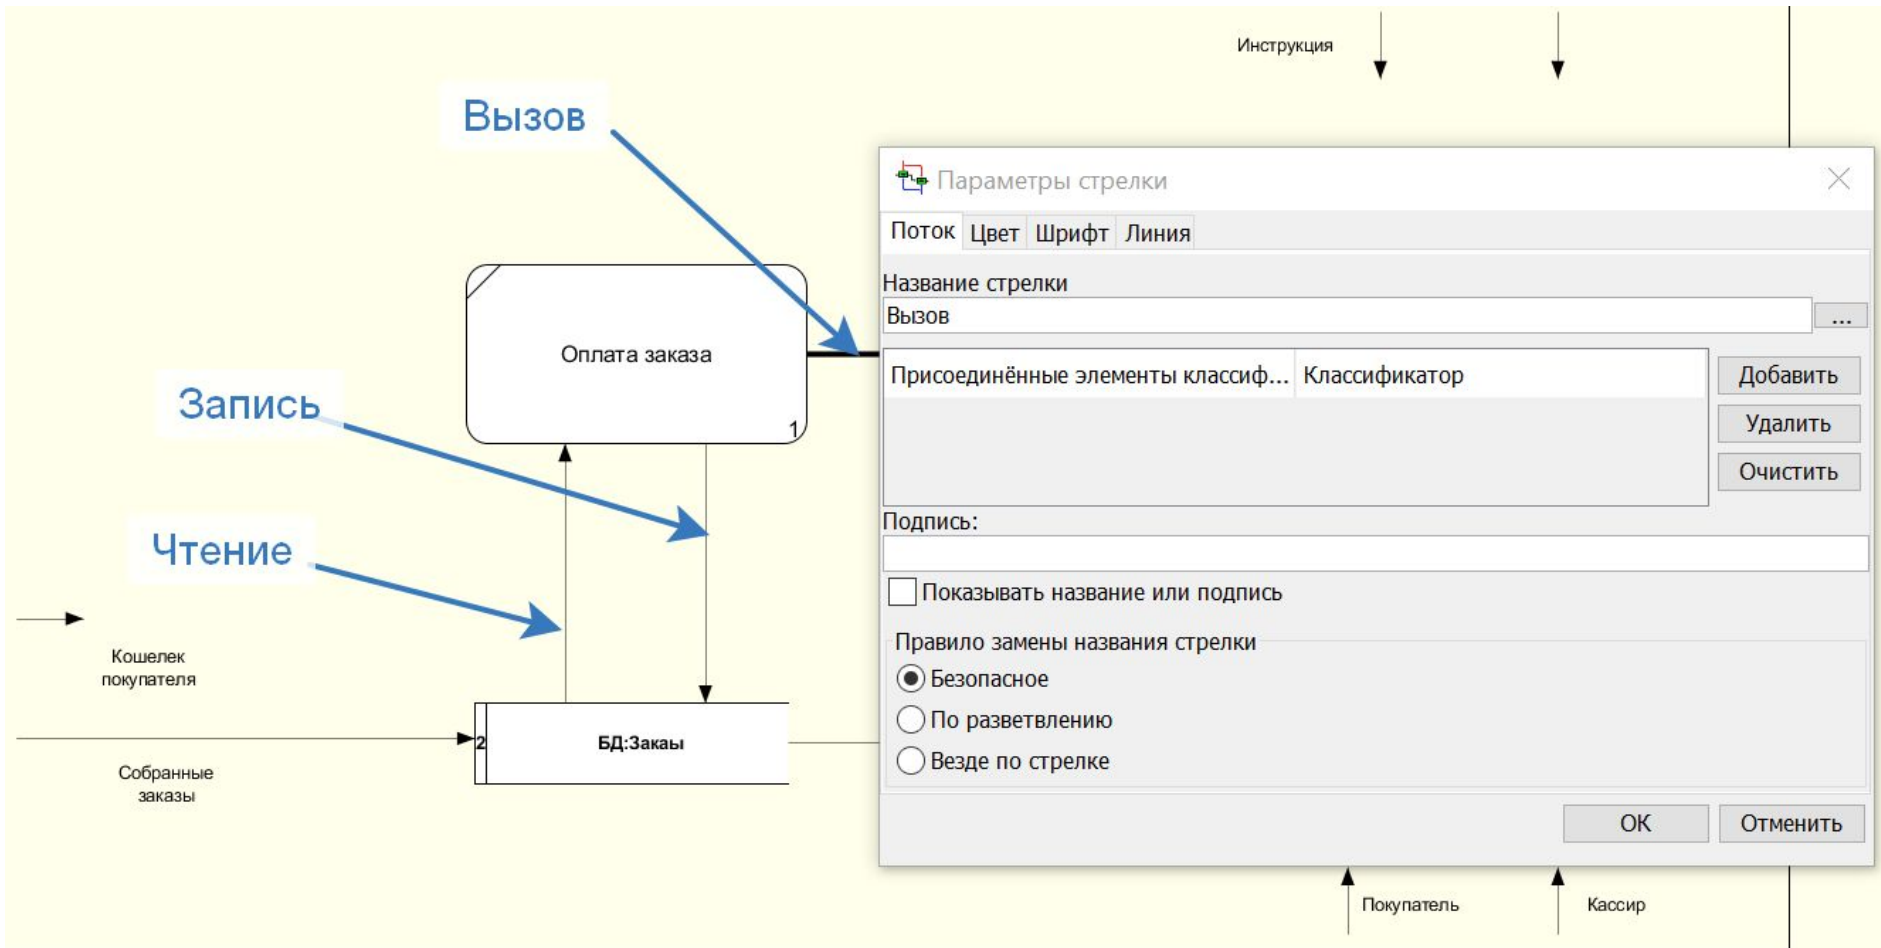 Инструкция
Вызов
Параметры стрелки
Поток Цвет Шрифт Линия
Название стрелки
Вызов
...
Присоединённые элементы классиф... Классификатор
Добавить
Удалить
Очистить
Подпись:
Показывать название или подпись
Правило замены названия стрелки
Безопасное
По разветвлению
Везде по стрелке
OK Отменить
Оплата заказа
1
Запись
Чтение
Кошелек
покупателя
2 БД:Закаы
Собранные
заказы
Покупатель
Кассир